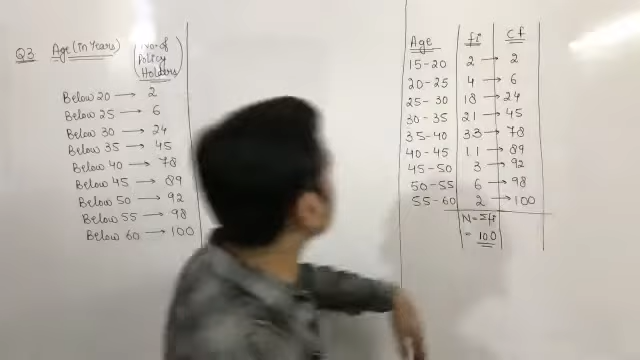 Q3 Age (in Years) No. of Policy Holders
Below 20 → 2
Below 25 → 6
Below 30 → 24
Below 35 → 45
Below 40 → 78
Below 45 → 89
Below 50 → 92
Below 55 → 98
Below 60 → 100
Age fi cf
15-20 2 → 2
20-25 4 → 6
25-30 18 → 24
30-35 21 → 45
35-40 33 → 78
40-45 11 → 89
45-50 3 → 92
50-55 6 → 98
55-60 2 → 100
N = Σfi
= 100